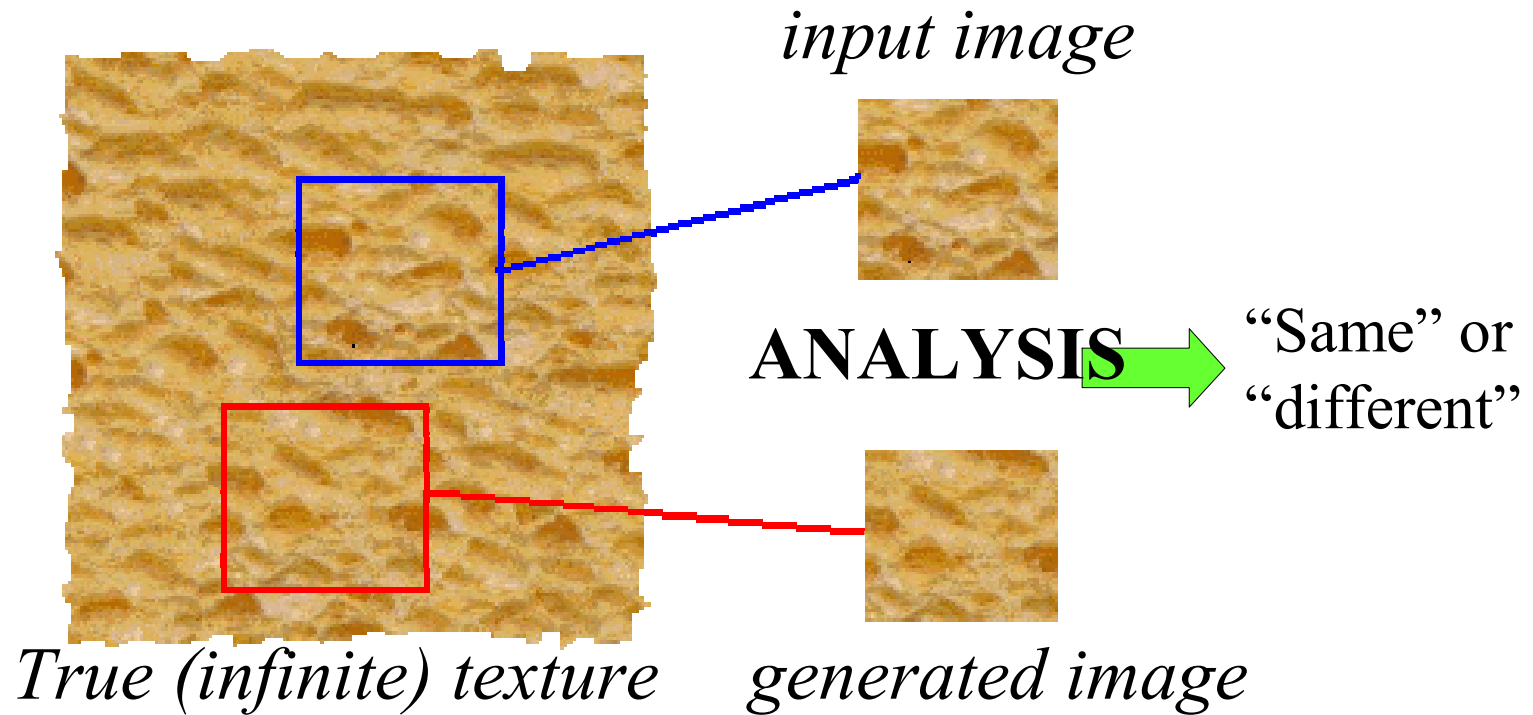 input image
ANALYSIS
“Same” or
“different”
True (infinite) texture
generated image